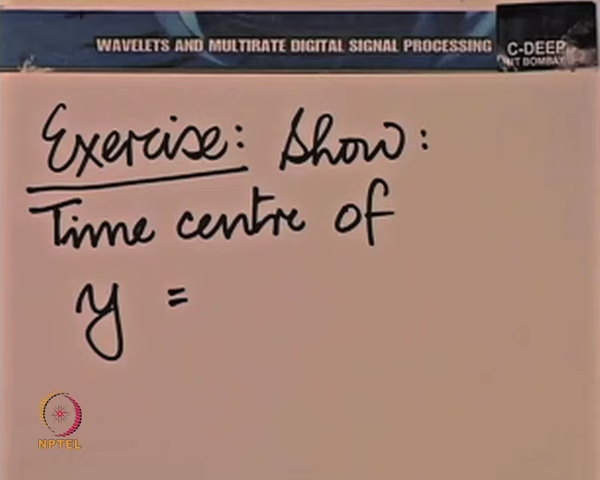 WAVELETS AND MULTIRATE DIGITAL SIGNAL PROCESSING
C-DEEP
IIT BOMBAY
Exercise: Show:
Time centre of
y =
NPTEL